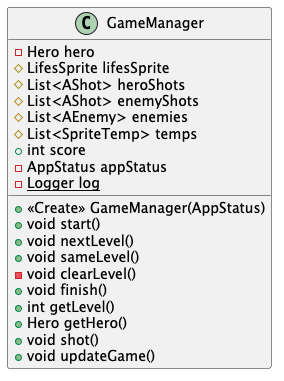 C GameManager
Hero hero
LifesSprite lifesSprite
List<AShot> heroShots
List<AShot> enemyShots
List<AEnemy> enemies
List<SpriteTemp> temps
int score
AppStatus appStatus
Logger log
«Create» GameManager(AppStatus)
void start()
void nextLevel()
void sameLevel()
void clearLevel()
void finish()
int getLevel()
Hero getHero()
void shot()
void updateGame()